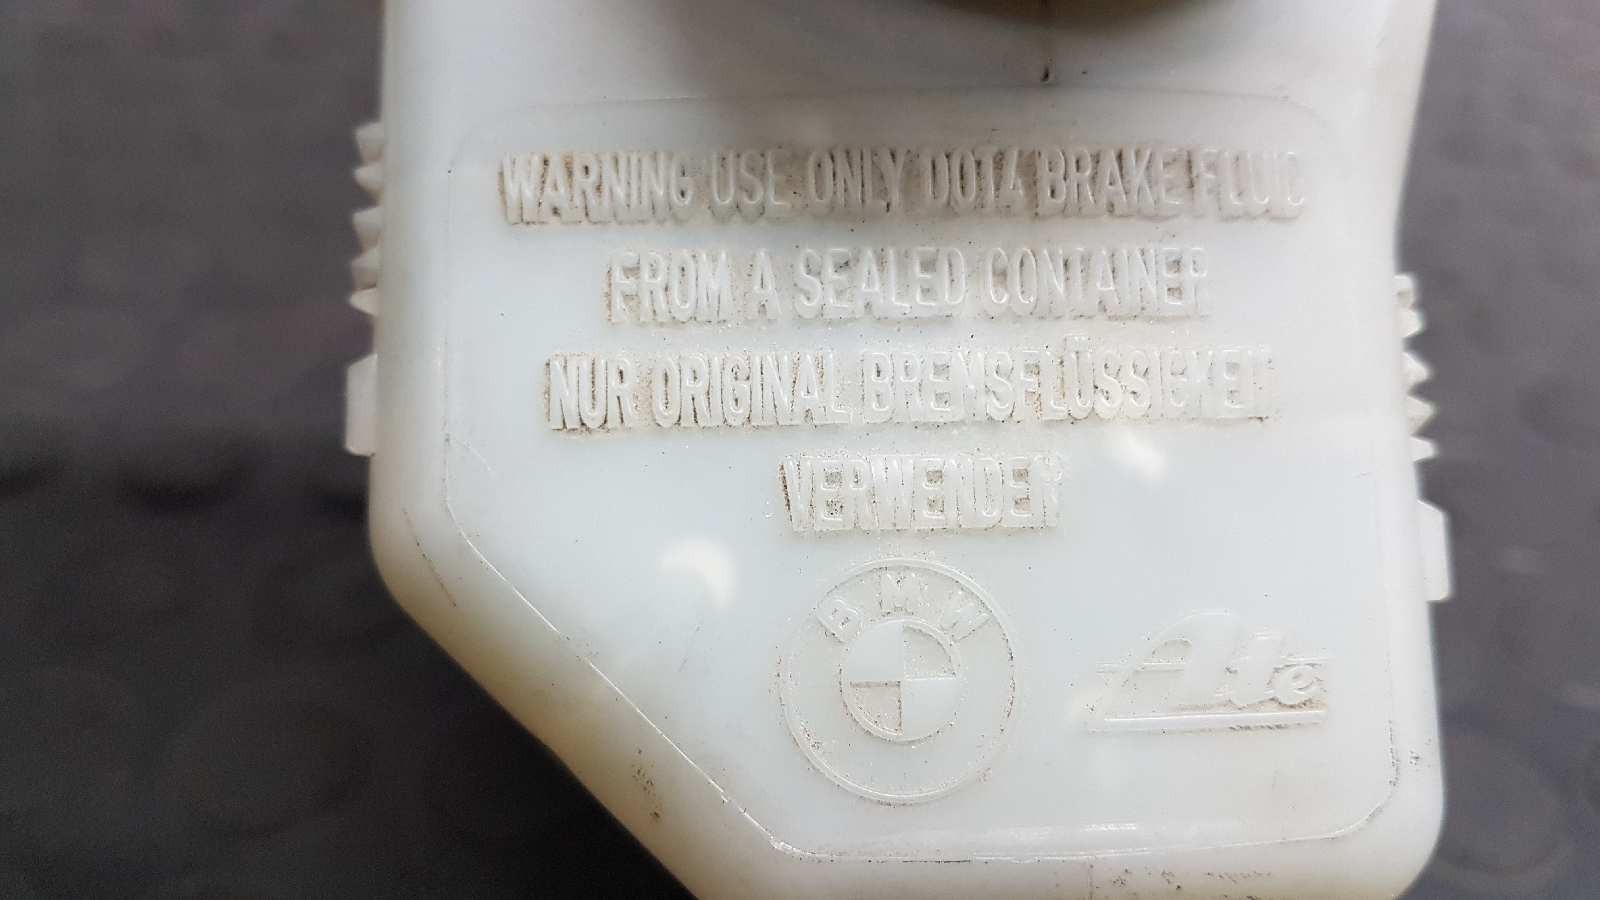 WARNING USE ONLY DOT4 BRAKE FLUID
FROM A SEALED CONTAINER
NUR ORIGINAL BREMSFLÜSSIGKEIT
VERWENDEN
BMW
Ate